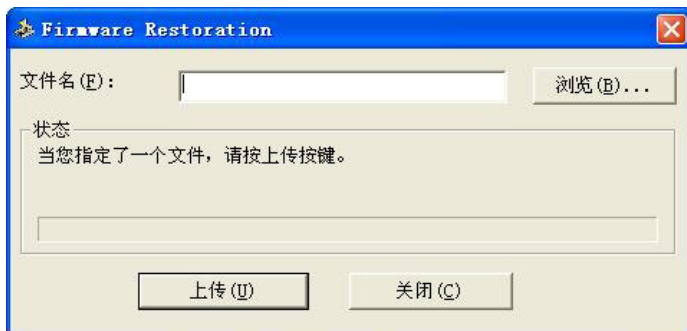 Firmware Restoration
文件名(F): 浏览(B)...
状态
当您指定了一个文件，请按上传按键。
上传(U) 关闭(C)